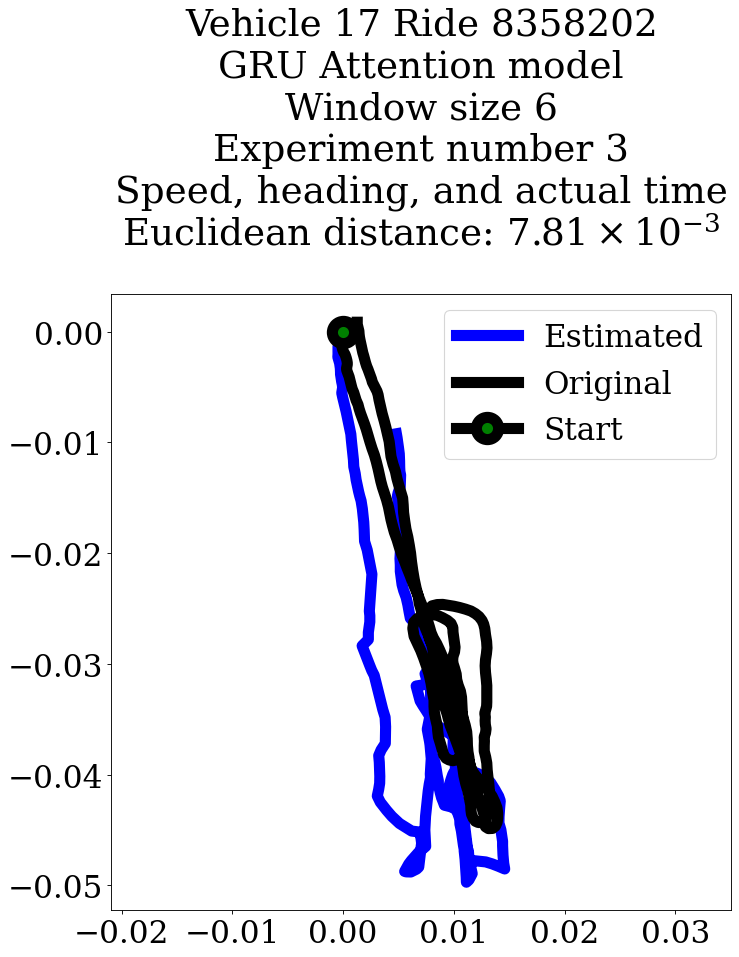 Vehicle 17 Ride 8358202
GRU Attention model
Window size 6
Experiment number 3
Speed, heading, and actual time
Euclidean distance: 7.81 × 10⁻³
Estimated
Original
Start
0.00
−0.01
−0.02
−0.03
−0.04
−0.05
−0.02 −0.01 0.00 0.01 0.02 0.03